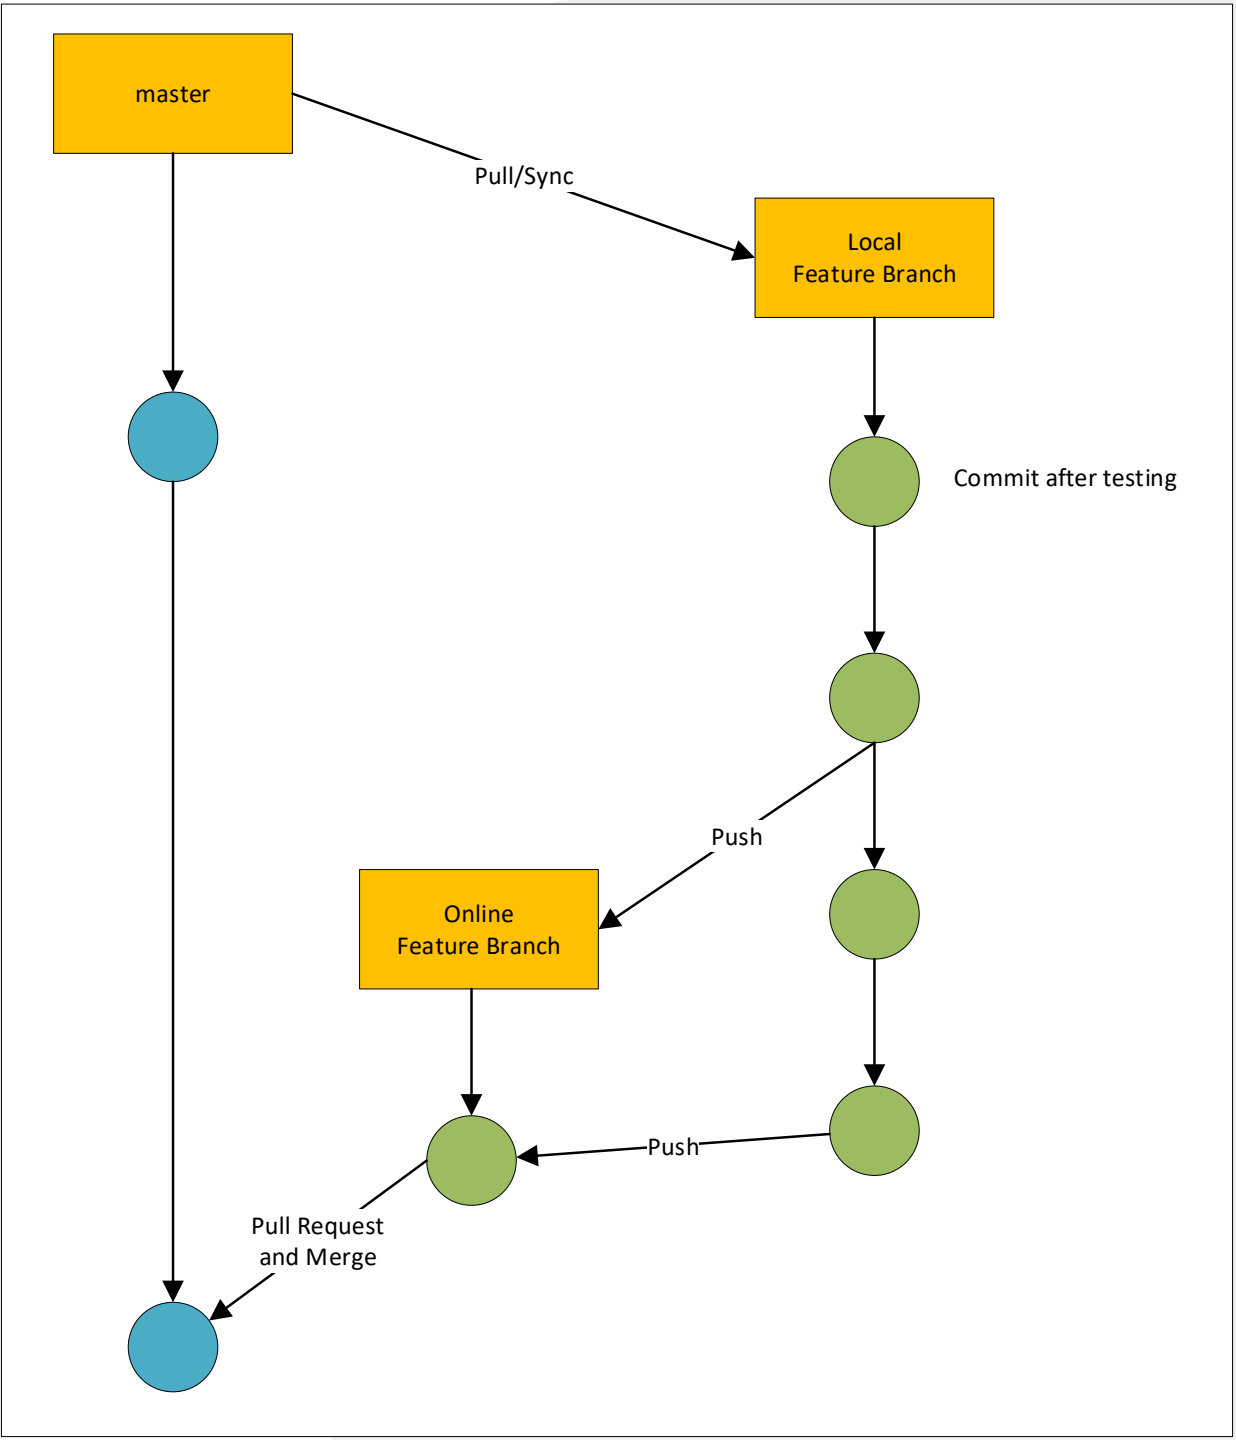 master
Pull/Sync
Local
Feature Branch
Commit after testing
Push
Online
Feature Branch
Push
Pull Request
and Merge